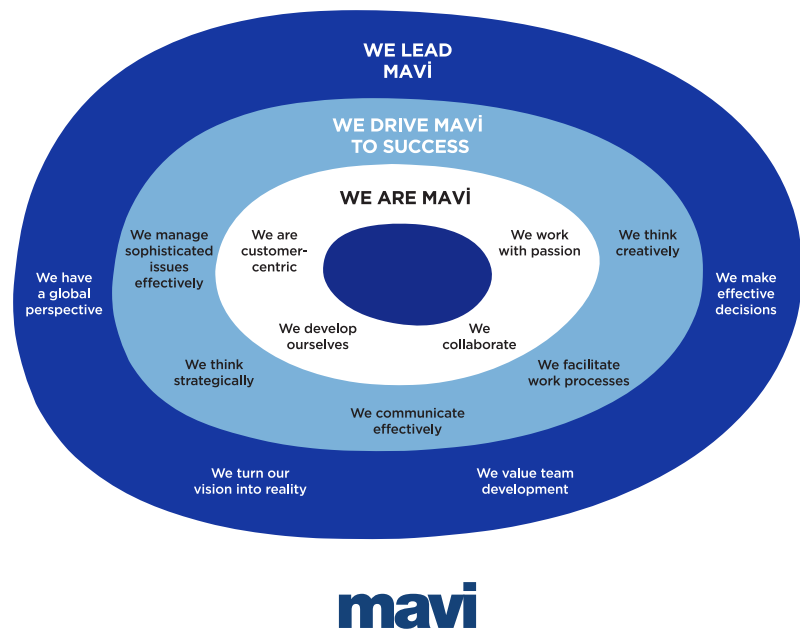 WE LEAD
MAVİ
WE DRIVE MAVİ
TO SUCCESS
WE ARE MAVİ
We manage
sophisticated
issues
effectively
We are
customer-
centric
We work
with passion
We think
creatively
We have
a global
perspective
We make
effective
decisions
We develop
ourselves
We
collaborate
We think
strategically
We facilitate
work processes
We communicate
effectively
We turn our
vision into reality
We value team
development
mavi